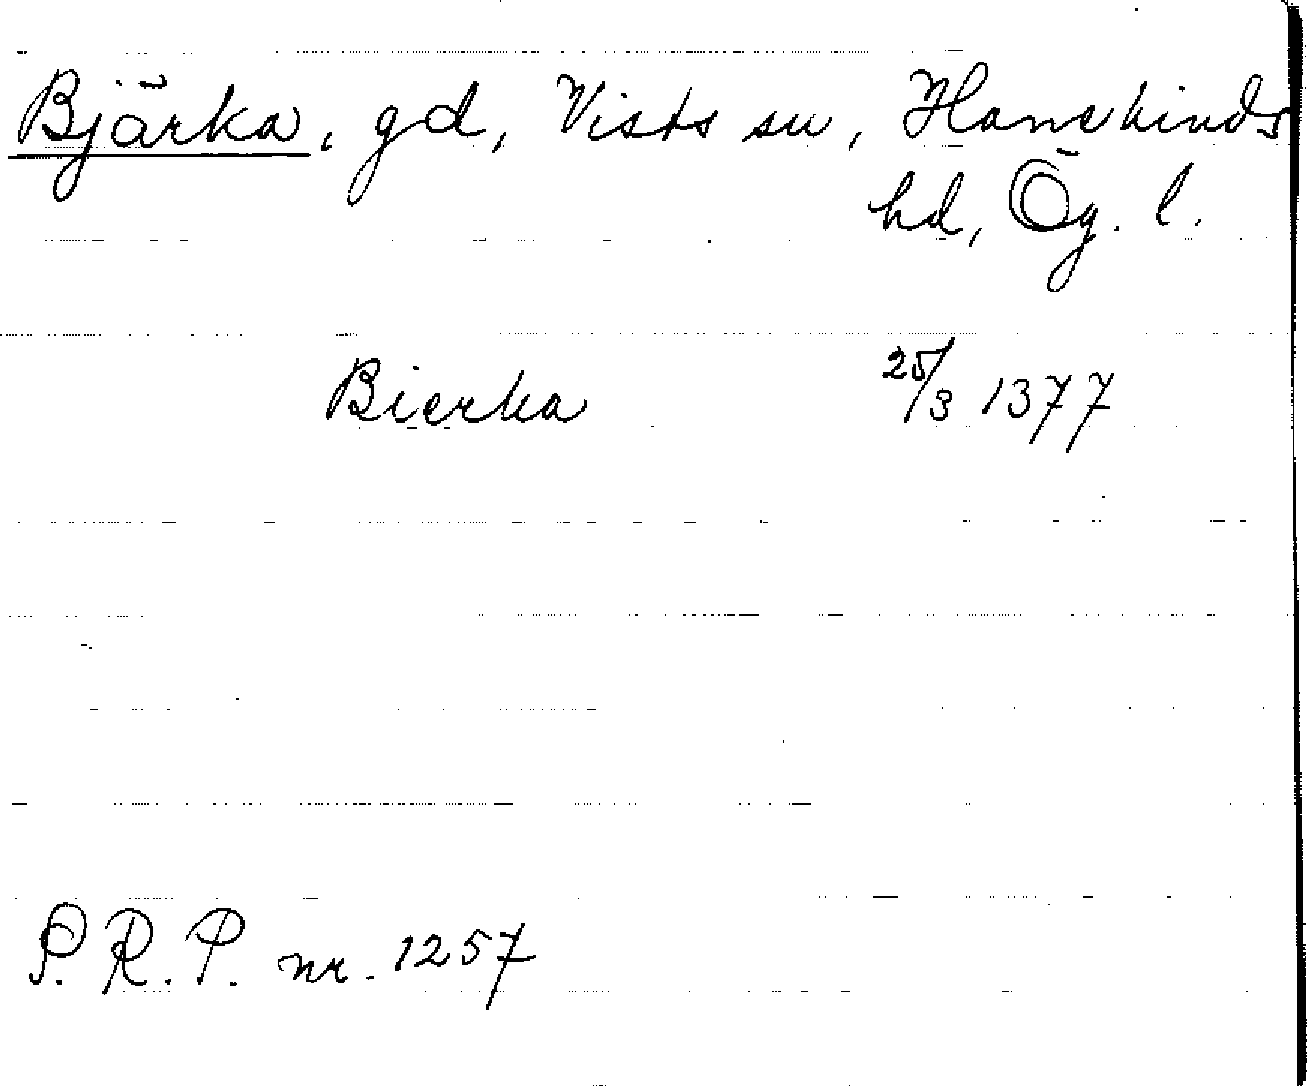 Bjärka, gd, Vists sn, Hanekinds
hd, Ög. l.
Bierka 25/3 1377
S.R.P. nr. 1257